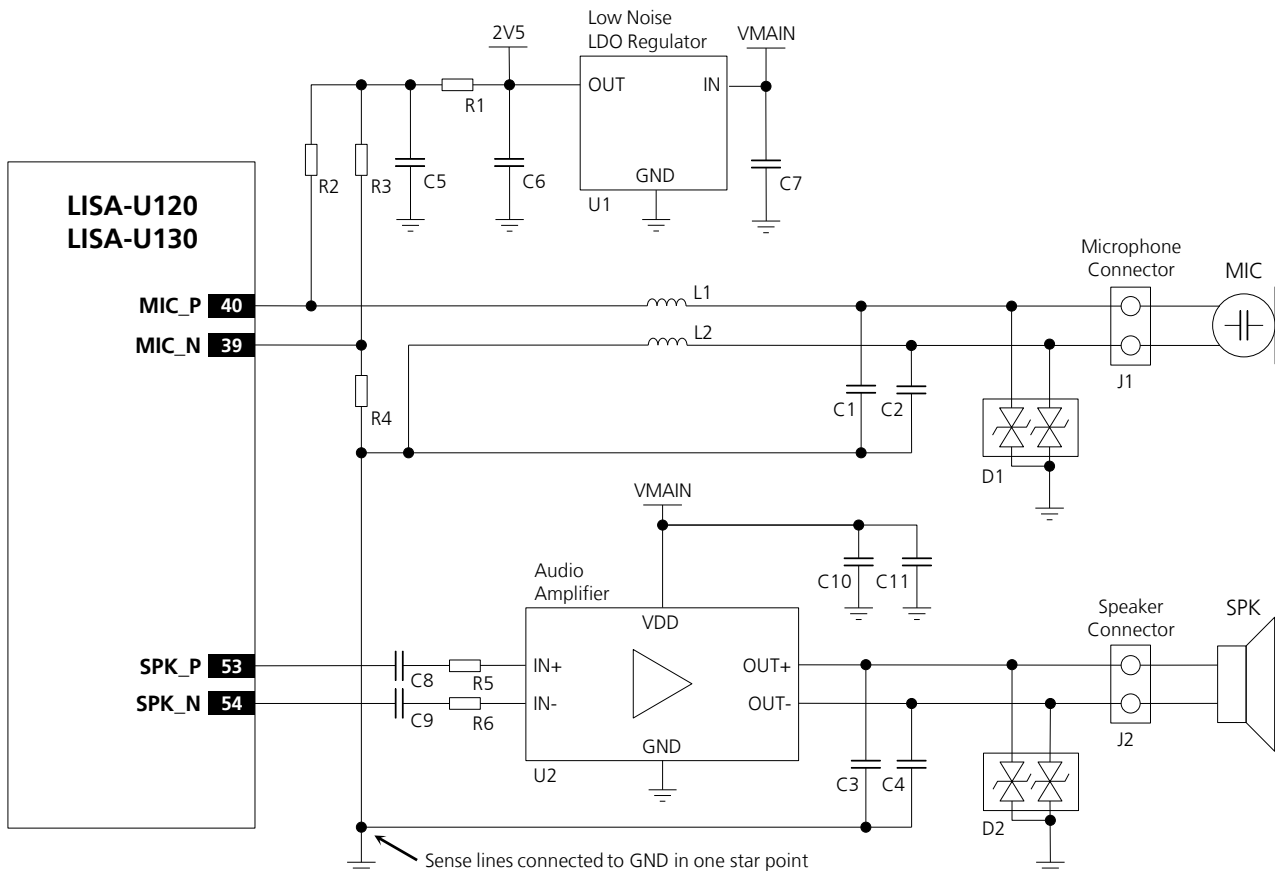 Low Noise
LDO Regulator
2V5
VMAIN
OUT
IN
R1
R2
R3
C5
C6
GND
C7
U1
LISA-U120
LISA-U130
Microphone
Connector
MIC
MIC_P 40
L1
MIC_N 39
L2
J1
R4
C1
C2
D1
VMAIN
C10
C11
Audio
Amplifier
VDD
Speaker
Connector
SPK
SPK_P 53
C8
R5
IN+
OUT+
SPK_N 54
C9
R6
IN-
OUT-
J2
GND
U2
C3
C4
D2
Sense lines connected to GND in one star point